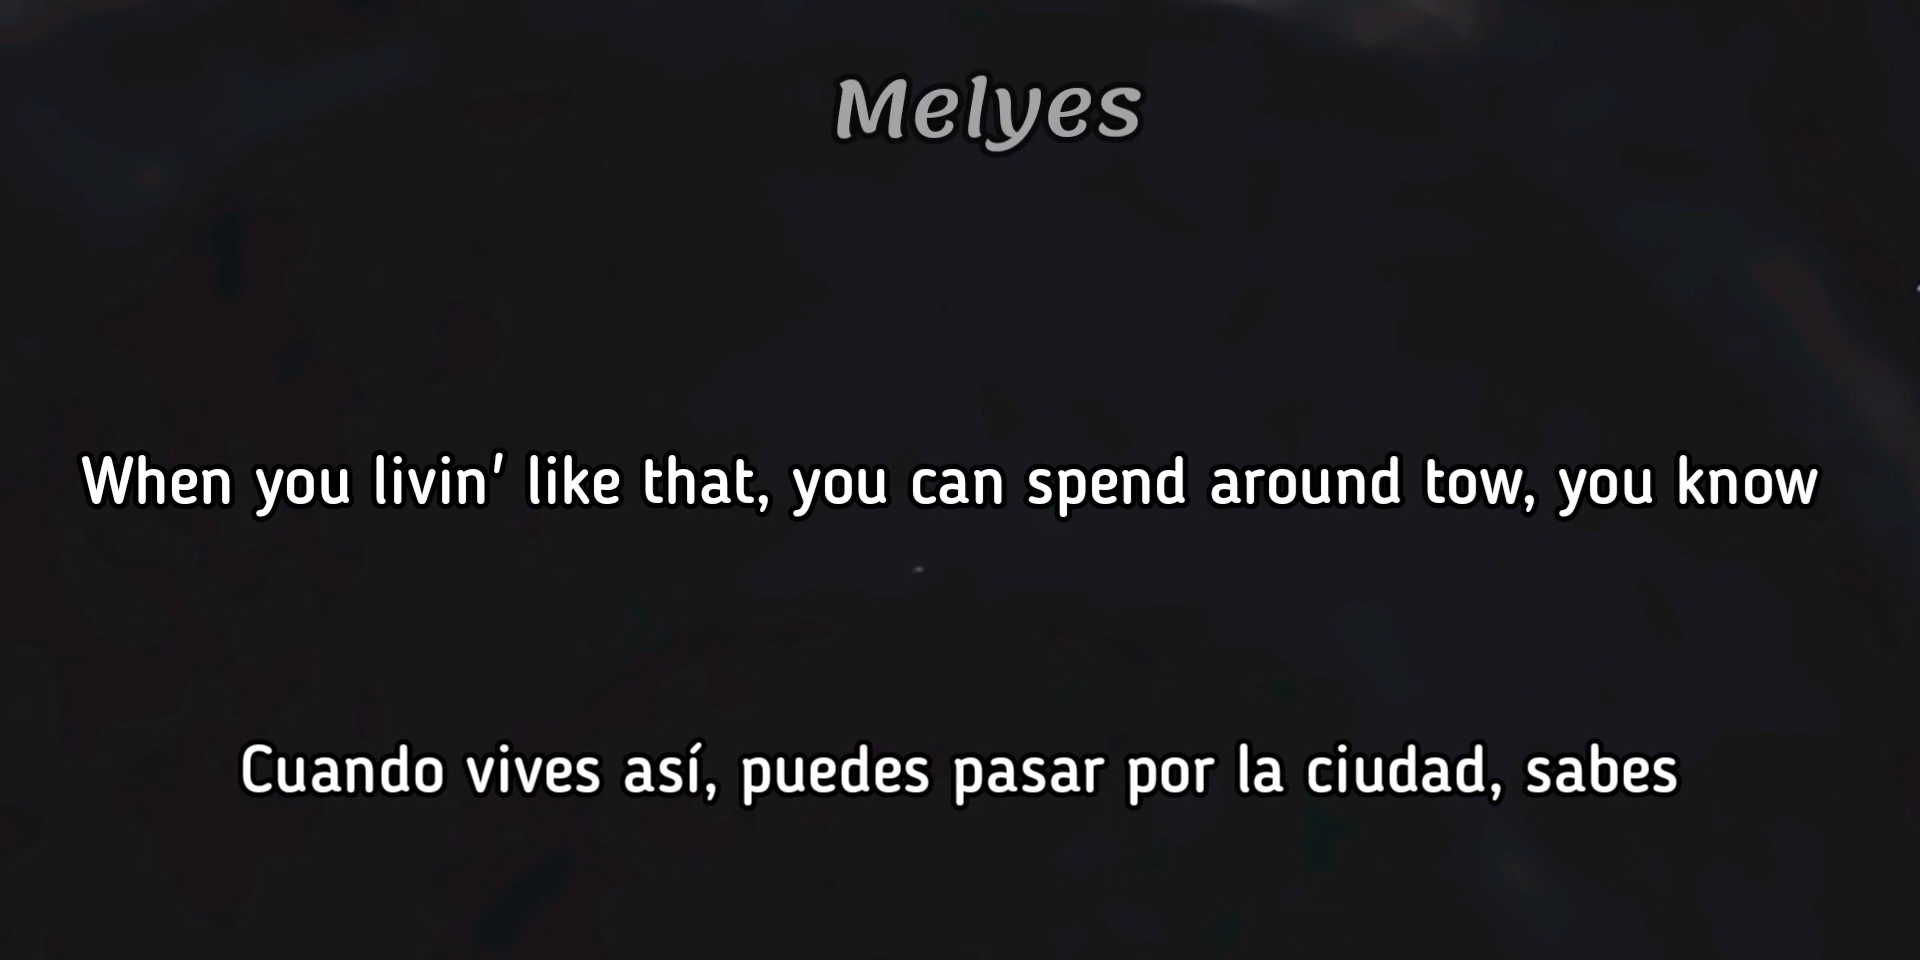 Melyes
When you livin' like that, you can spend around tow, you know
Cuando vives así, puedes pasar por la ciudad, sabes